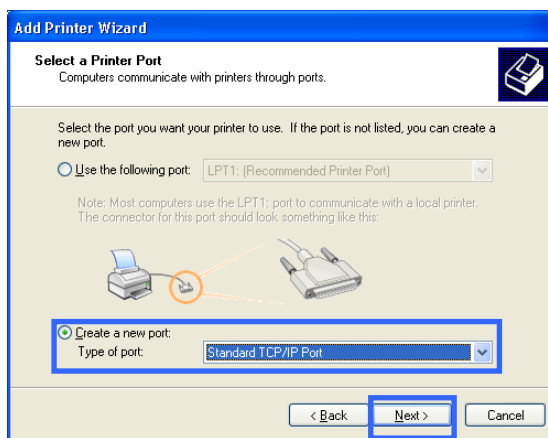 Add Printer Wizard
Select a Printer Port
Computers communicate with printers through ports.
Select the port you want your printer to use. If the port is not listed, you can create a
new port.
Use the following port: LPT1: (Recommended Printer Port)
Note: Most computers use the LPT1: port to communicate with a local printer.
The connector for this port should look something like this:
Create a new port:
Type of port: Standard TCP/IP Port
< Back Next > Cancel